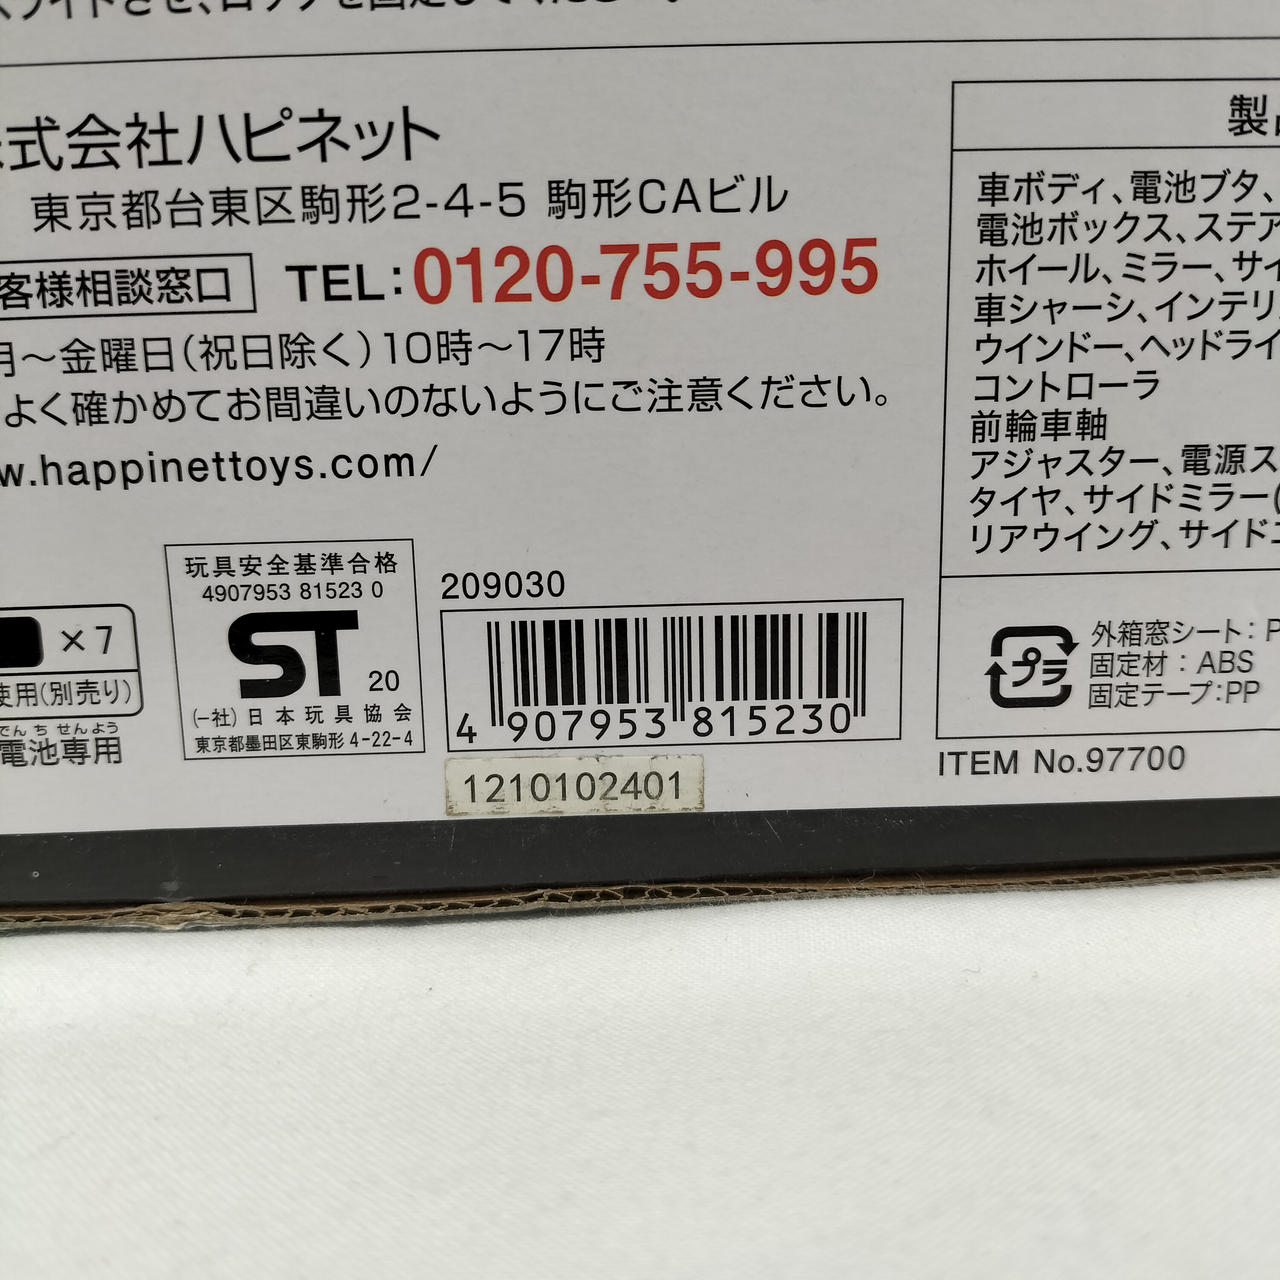 式会社ハピネット
東京都台東区駒形2-4-5 駒形CAビル
客様相談窓口 TEL:0120-755-995
月～金曜日(祝日除く)10時～17時
よく確かめてお間違いのないようにご注意ください。
w.happinettoys.com/
×7
使用(別売り)
でんち せんよう
電池専用
玩具安全基準合格
4907953 81523 0
ST 20
(一社)日本玩具協会
東京都墨田区東駒形 4-22-4
209030
4 907953 815230
1210102401
製
車ボディ、電池ブタ、
電池ボックス、ステア
ホイール、ミラー、サイ
車シャーシ、インテリ
ウインドー、ヘッドライ
コントローラ
前輪車軸
アジャスター、電源ス
タイヤ、サイドミラー(
リアウイング、サイド
プラ
外箱窓シート:P
固定材:ABS
固定テープ:PP
ITEM No.97700